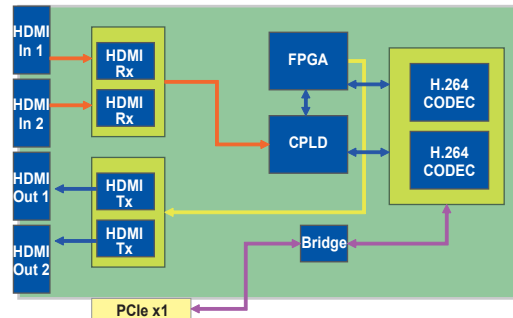 HDMI
In 1
HDMI
In 2
HDMI
Out 1
HDMI
Out 2
HDMI
Rx
HDMI
Rx
HDMI
Tx
HDMI
Tx
FPGA
CPLD
H.264
CODEC
H.264
CODEC
Bridge
PCIe x1